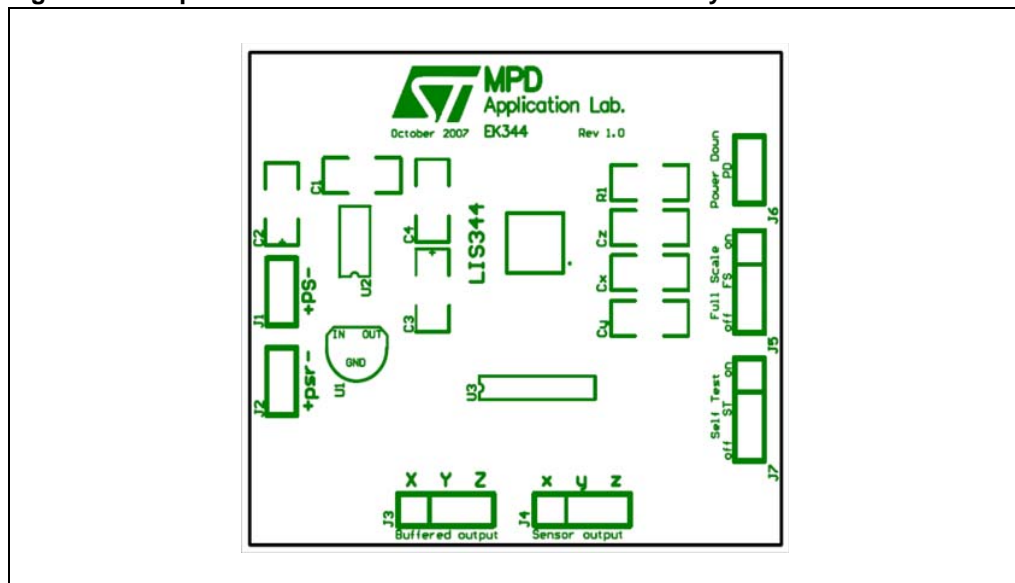 ST
MPD
Application Lab.
October 2007 EK344 Rev 1.0
C1
C2
U2
C4
LIS344
C3
R1
Cz
Cx
Cy
Power Down
PD
J6
Full Scale
on FS off
J5
Self Test
on ST off
J7
J1
+ps-
J2
+psr-
IN OUT
GND
U1
U3
X Y Z
J3
Buffered output
x y z
J4
Sensor output